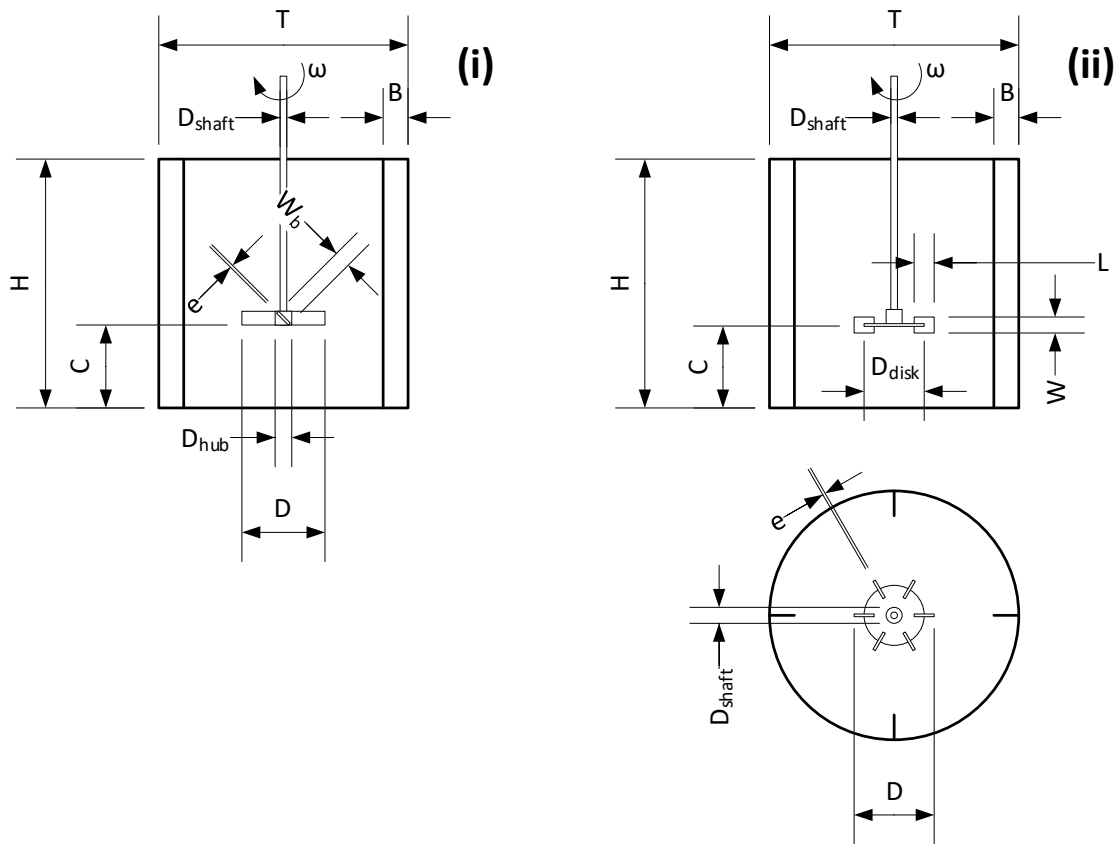 T
(i)
ω
B
D_shaft
W_b
e
H
C
D_hub
D
T
(ii)
ω
B
D_shaft
L
H
C
D_disk
W
e
D_shaft
D